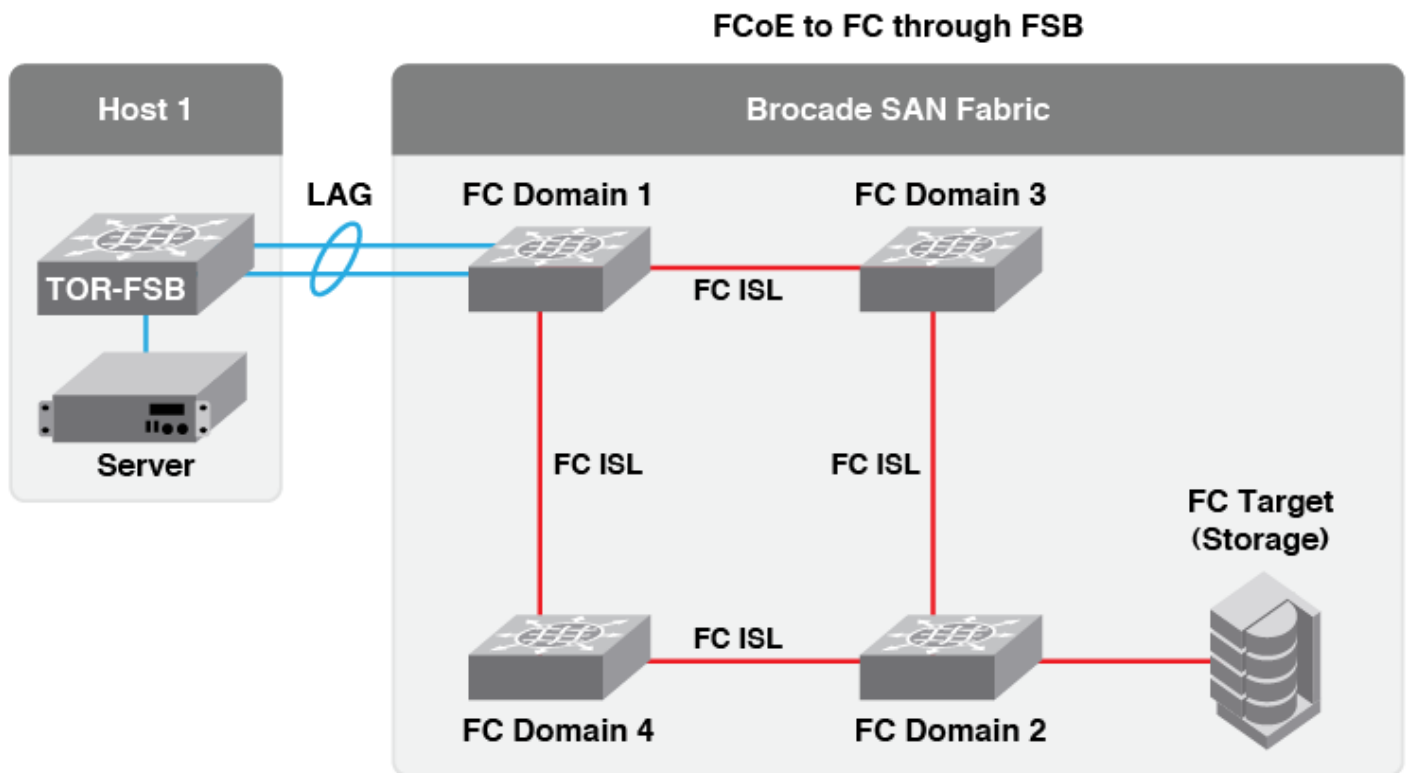 FCoE to FC through FSB
Host 1
Brocade SAN Fabric
LAG
FC Domain 1
FC Domain 3
TOR-FSB
FC ISL
Server
FC ISL
FC ISL
FC Target
(Storage)
FC ISL
FC Domain 4
FC Domain 2